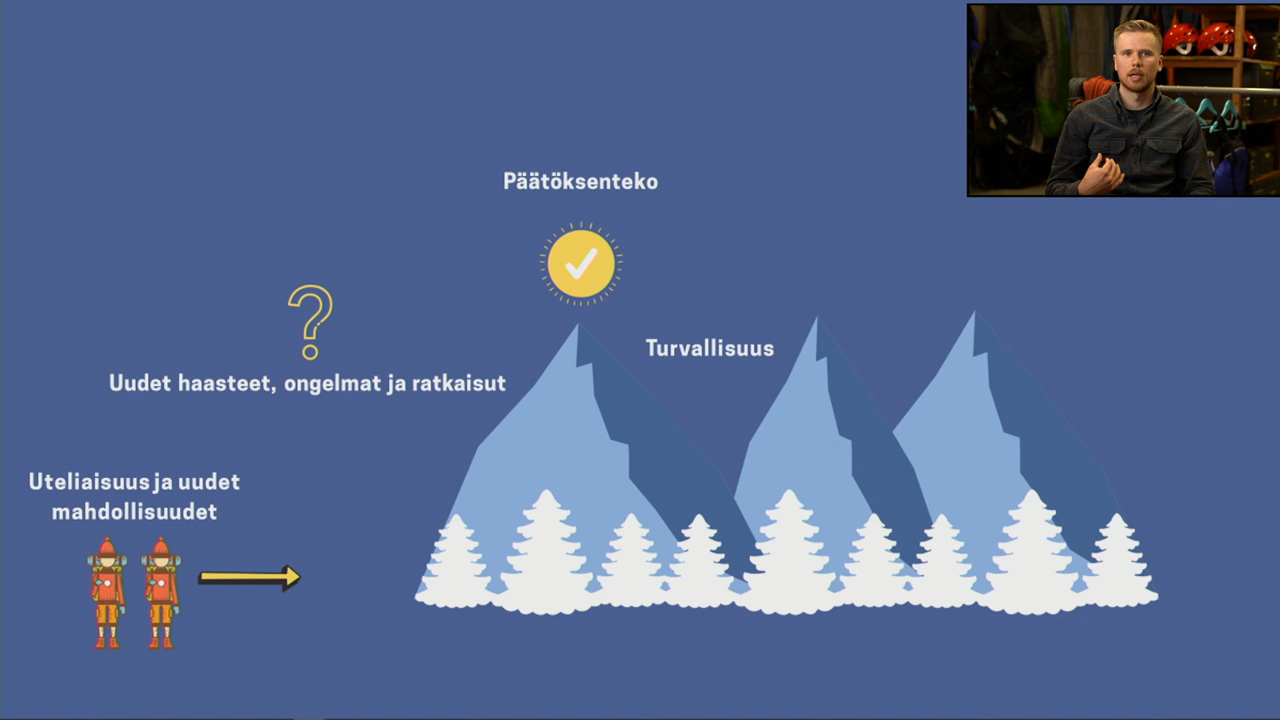 Päätöksenteko
Turvallisuus
Uudet haasteet, ongelmat ja ratkaisut
Uteliaisuus ja uudet
mahdollisuudet